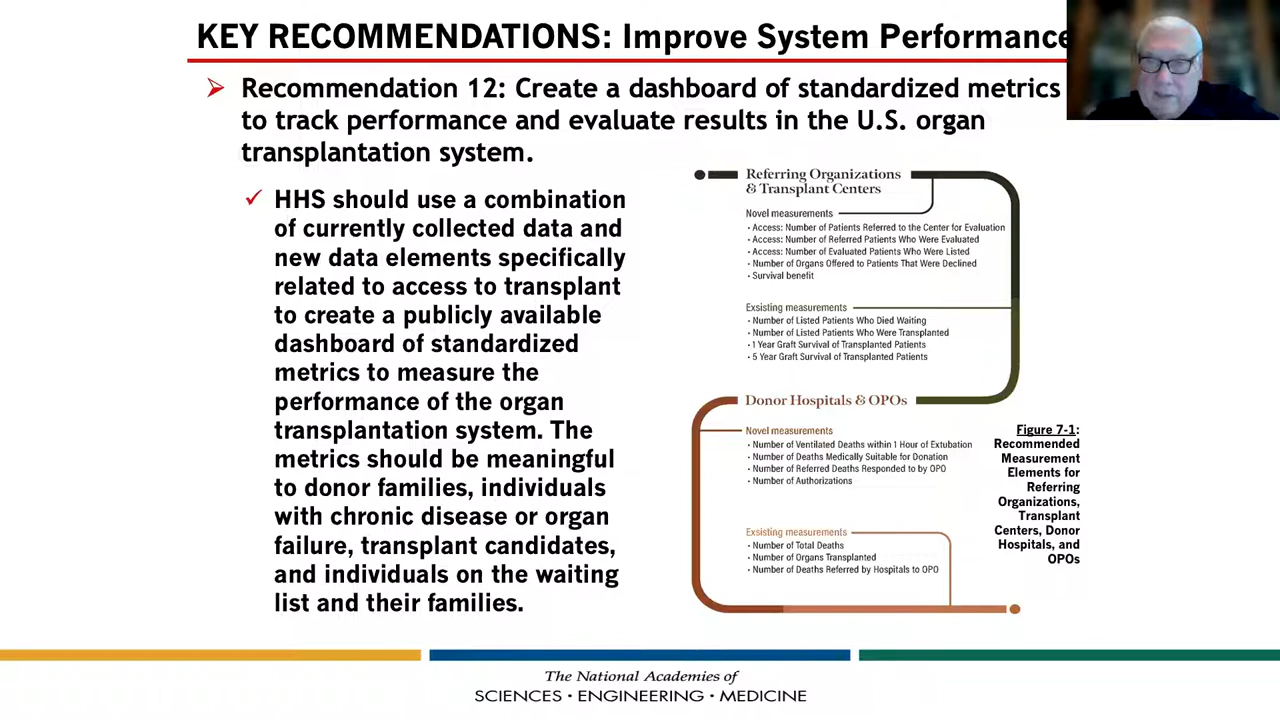 KEY RECOMMENDATIONS: Improve System Performance
Recommendation 12: Create a dashboard of standardized metrics
to track performance and evaluate results in the U.S. organ
transplantation system.
HHS should use a combination
of currently collected data and
new data elements specifically
related to access to transplant
to create a publicly available
dashboard of standardized
metrics to measure the
performance of the organ
transplantation system. The
metrics should be meaningful
to donor families, individuals
with chronic disease or organ
failure, transplant candidates,
and individuals on the waiting
list and their families.
Referring Organizations
& Transplant Centers
Novel measurements
• Access: Number of Patients Referred to the Center for Evaluation
• Access: Number of Referred Patients Who Were Evaluated
• Access: Number of Evaluated Patients Who Were Listed
• Number of Organs Offered to Patients That Were Declined
• Survival benefit
Exsisting measurements
• Number of Listed Patients Who Died Waiting
• Number of Listed Patients Who Were Transplanted
• 1 Year Graft Survival of Transplanted Patients
• 5 Year Graft Survival of Transplanted Patients
Donor Hospitals & OPOs
Novel measurements
• Number of Ventilated Deaths within 1 Hour of Extubation
• Number of Deaths Medically Suitable for Donation
• Number of Referred Deaths Responded to by OPO
• Number of Authorizations
Exsisting measurements
• Number of Total Deaths
• Number of Organs Transplanted
• Number of Deaths Referred by Hospitals to OPO
Figure 7-1:
Recommended
Measurement
Elements for
Referring
Organizations,
Transplant
Centers, Donor
Hospitals, and
OPOs
The National Academies of
SCIENCES • ENGINEERING • MEDICINE